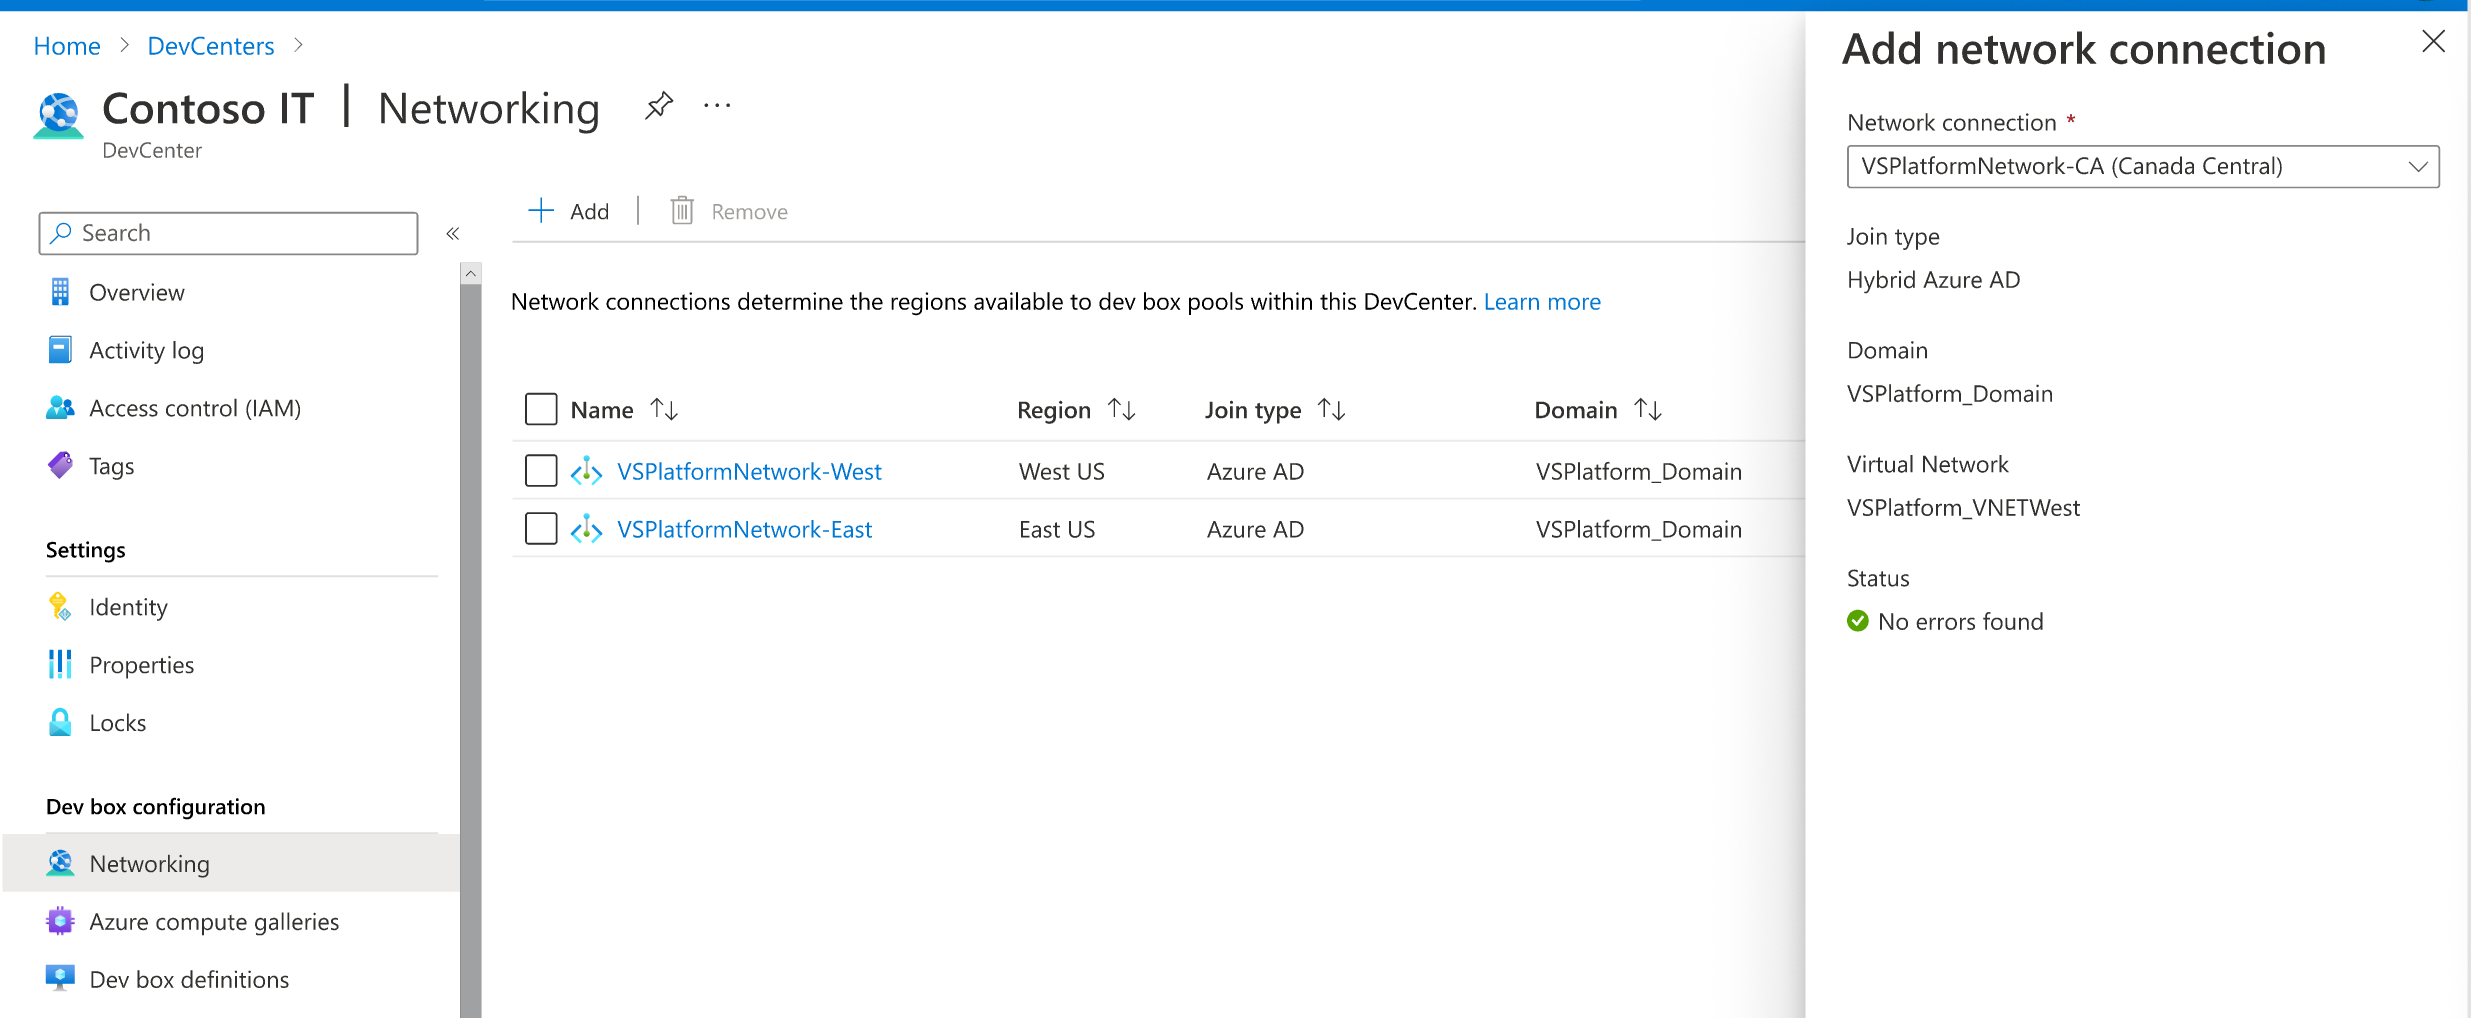 Home > DevCenters >
Contoso IT | Networking ...
DevCenter
Search «
Overview
Activity log
Access control (IAM)
Tags
Settings
Identity
Properties
Locks
Dev box configuration
Networking
Azure compute galleries
Dev box definitions
+ Add | Remove
Network connections determine the regions available to dev box pools within this DevCenter. Learn more
Name ↑↓ Region ↑↓ Join type ↑↓ Domain ↑↓
VSPlatformNetwork-West West US Azure AD VSPlatform_Domain
VSPlatformNetwork-East East US Azure AD VSPlatform_Domain
Add network connection
Network connection *
VSPlatformNetwork-CA (Canada Central)
Join type
Hybrid Azure AD
Domain
VSPlatform_Domain
Virtual Network
VSPlatform_VNETWest
Status
No errors found